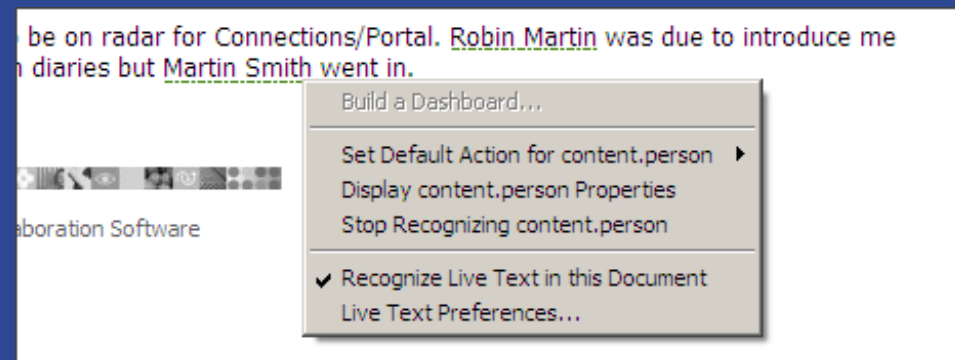 be on radar for Connections/Portal. Robin Martin was due to introduce me
diaries but Martin Smith went in.
Build a Dashboard...
Set Default Action for content.person
Display content.person Properties
Stop Recognizing content.person
aboration Software
Recognize Live Text in this Document
Live Text Preferences...